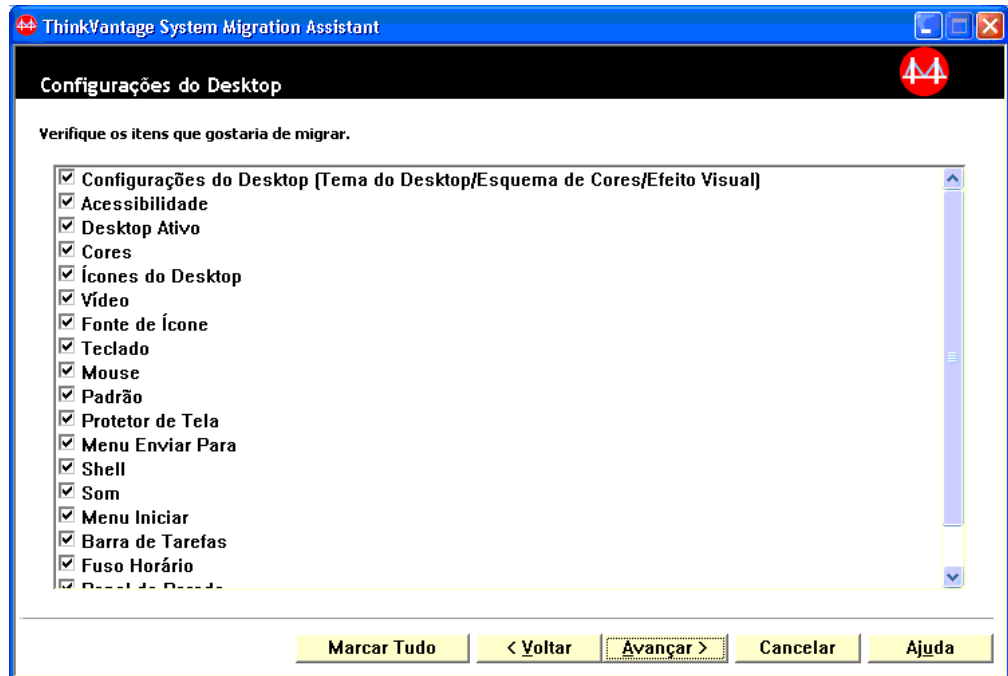 ThinkVantage System Migration Assistant
Configurações do Desktop
Verifique os itens que gostaria de migrar.
Configurações do Desktop (Tema do Desktop/Esquema de Cores/Efeito Visual)
Acessibilidade
Desktop Ativo
Cores
Ícones do Desktop
Vídeo
Fonte de Ícone
Teclado
Mouse
Padrão
Protetor de Tela
Menu Enviar Para
Shell
Som
Menu Iniciar
Barra de Tarefas
Fuso Horário
Marcar Tudo < Voltar Avançar > Cancelar Ajuda